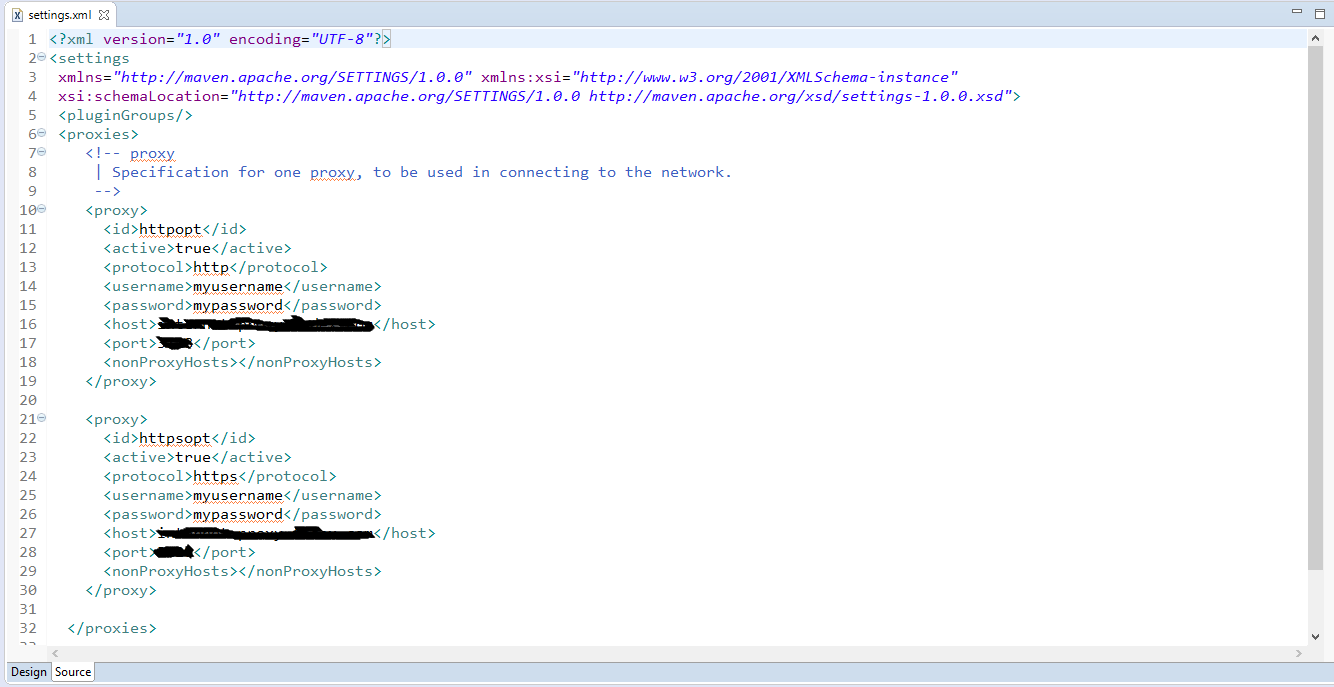 settings.xml
1 <?xml version="1.0" encoding="UTF-8"?>
2 <settings
3 xmlns="http://maven.apache.org/SETTINGS/1.0.0" xmlns:xsi="http://www.w3.org/2001/XMLSchema-instance"
4 xsi:schemaLocation="http://maven.apache.org/SETTINGS/1.0.0 http://maven.apache.org/xsd/settings-1.0.0.xsd">
5 <pluginGroups/>
6 <proxies>
7 <!-- proxy
8 | Specification for one proxy, to be used in connecting to the network.
9 -->
10 <proxy>
11 <id>httpopt</id>
12 <active>true</active>
13 <protocol>http</protocol>
14 <username>myusername</username>
15 <password>mypassword</password>
16 <host></host>
17 <port></port>
18 <nonProxyHosts></nonProxyHosts>
19 </proxy>
20
21 <proxy>
22 <id>httpsopt</id>
23 <active>true</active>
24 <protocol>https</protocol>
25 <username>myusername</username>
26 <password>mypassword</password>
27 <host></host>
28 <port></port>
29 <nonProxyHosts></nonProxyHosts>
30 </proxy>
31
32 </proxies>
Design Source